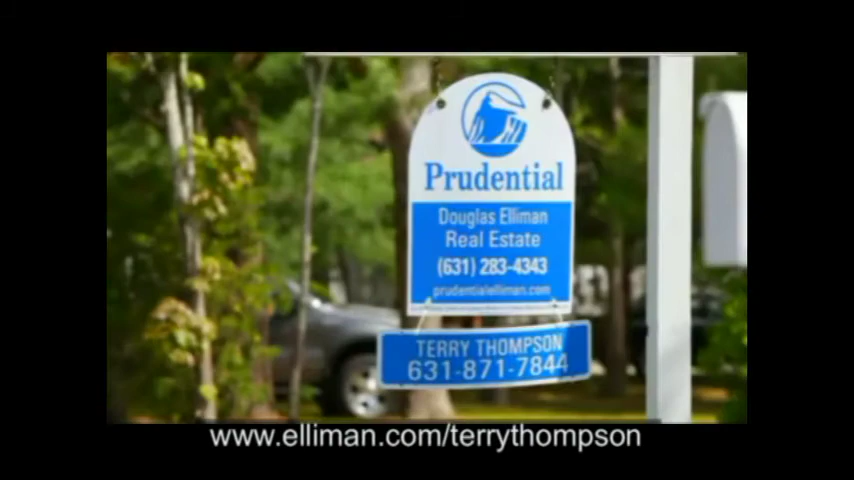 Prudential
Douglas Elliman
Real Estate
(631) 283-4343
prudentialelliman.com
TERRY THOMPSON
631-871-7844
www.elliman.com/terrythompson